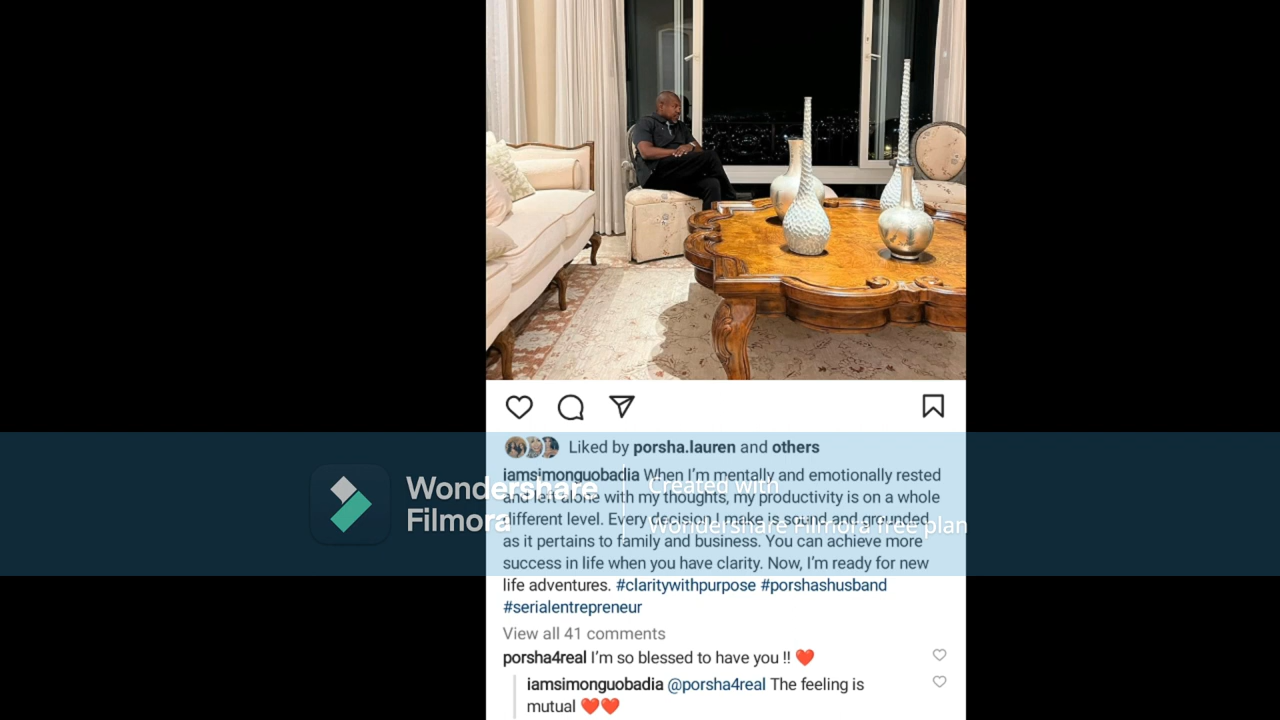 Liked by porsha.lauren and others
iamsimonguobadia When I'm mentally and emotionally rested
and left alone with my thoughts, my productivity is on a whole
different level. Every decision I make is sound and grounded
as it pertains to family and business. You can achieve more
success in life when you have clarity. Now, I'm ready for new
life adventures. #claritywithpurpose #porshashusband
#serialentrepreneur
View all 41 comments
porsha4real I'm so blessed to have you !! ❤️
iamsimonguobadia @porsha4real The feeling is
mutual ❤️❤️
Wondershare
Filmora
Created with
Wondershare Filmora free plan